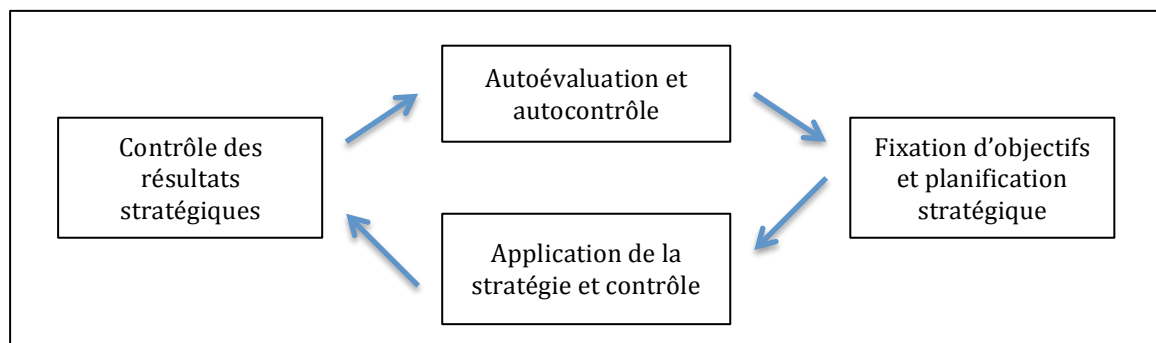 Autoévaluation et
autocontrôle
Contrôle des
résultats
stratégiques
Fixation d’objectifs
et planification
stratégique
Application de la
stratégie et contrôle